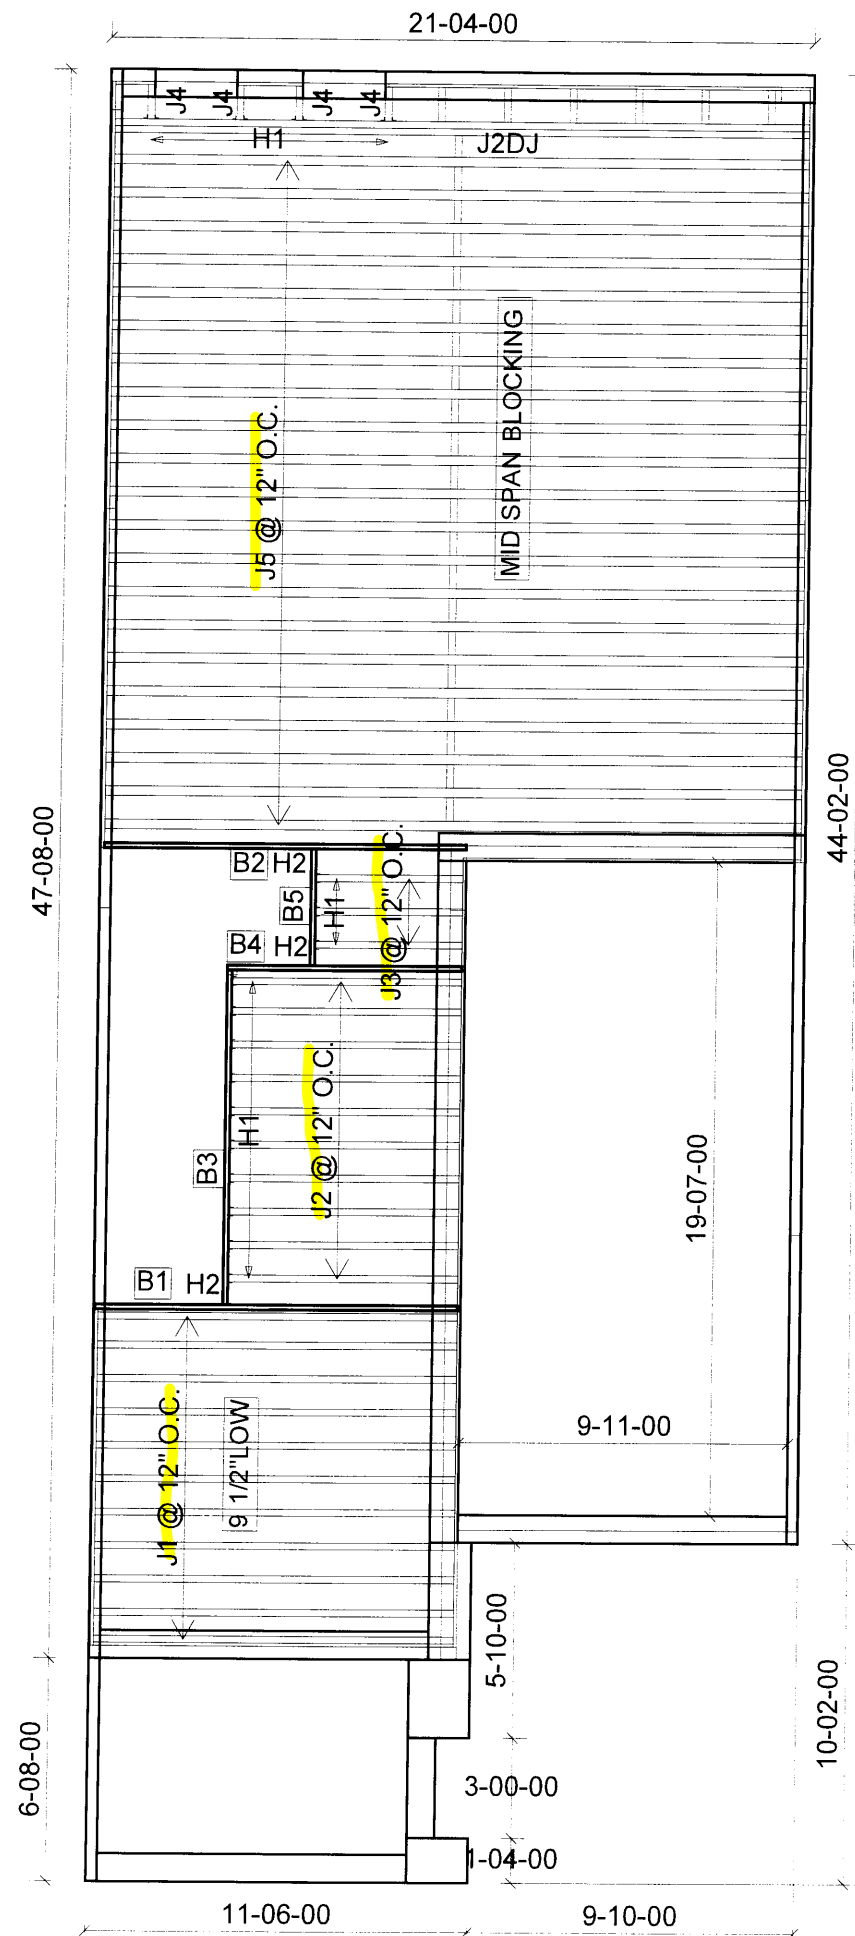 21-04-00
J4
J4
J4
J4
H1
J2DJ
MID SPAN BLOCKING
J5 @ 12" O.C.
47-08-00
44-02-00
B2 H2
B5
H1
J3 @ 12" O.C.
B4 H2
J2 @ 12" O.C.
H1
B3
19-07-00
B1 H2
J1 @ 12" O.C.
9 1/2"LOW
9-11-00
5-10-00
10-02-00
6-08-00
3-00-00
1-04-00
11-06-00
9-10-00